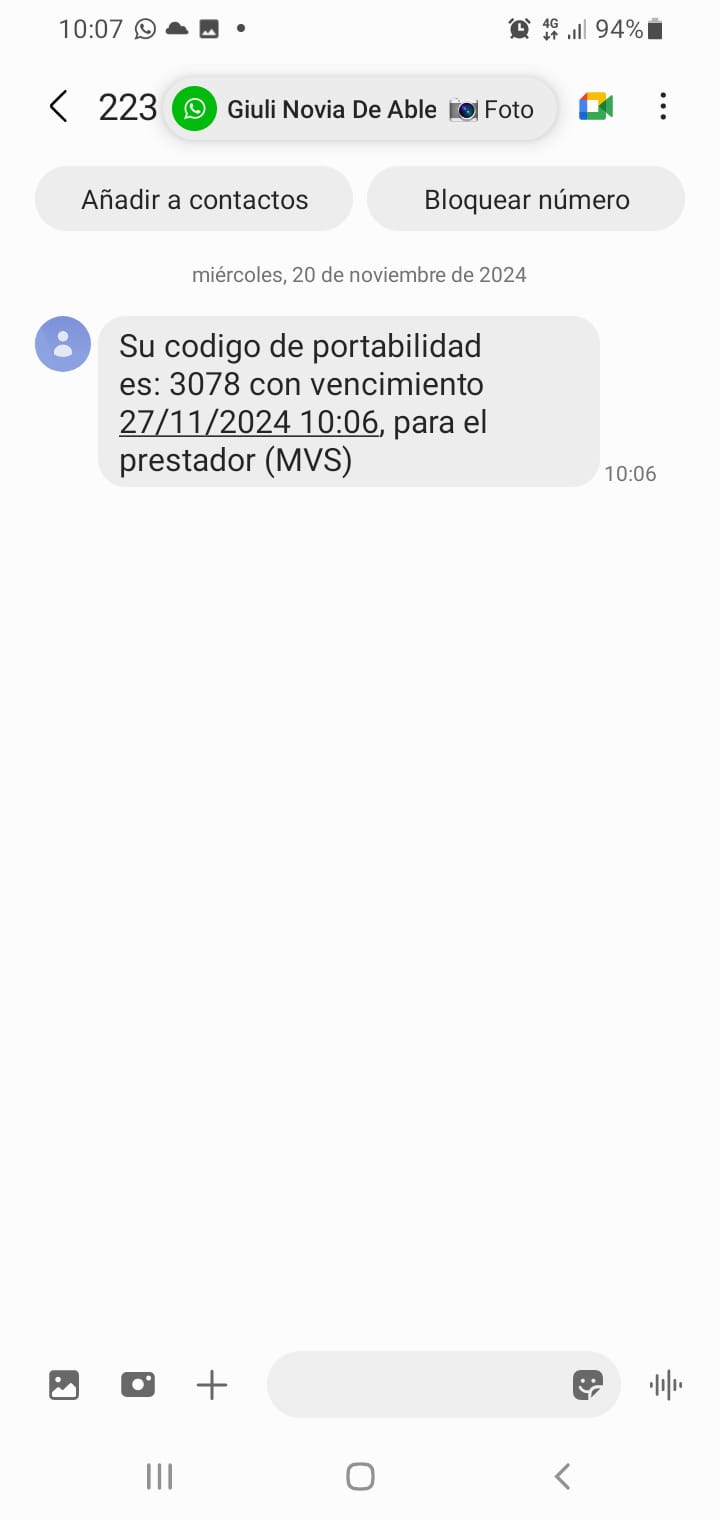 10:07 94%
223 Giuli Novia De Able 📷 Foto
Añadir a contactos Bloquear número
miércoles, 20 de noviembre de 2024
Su codigo de portabilidad
es: 3078 con vencimiento
27/11/2024 10:06, para el
prestador (MVS)
10:06